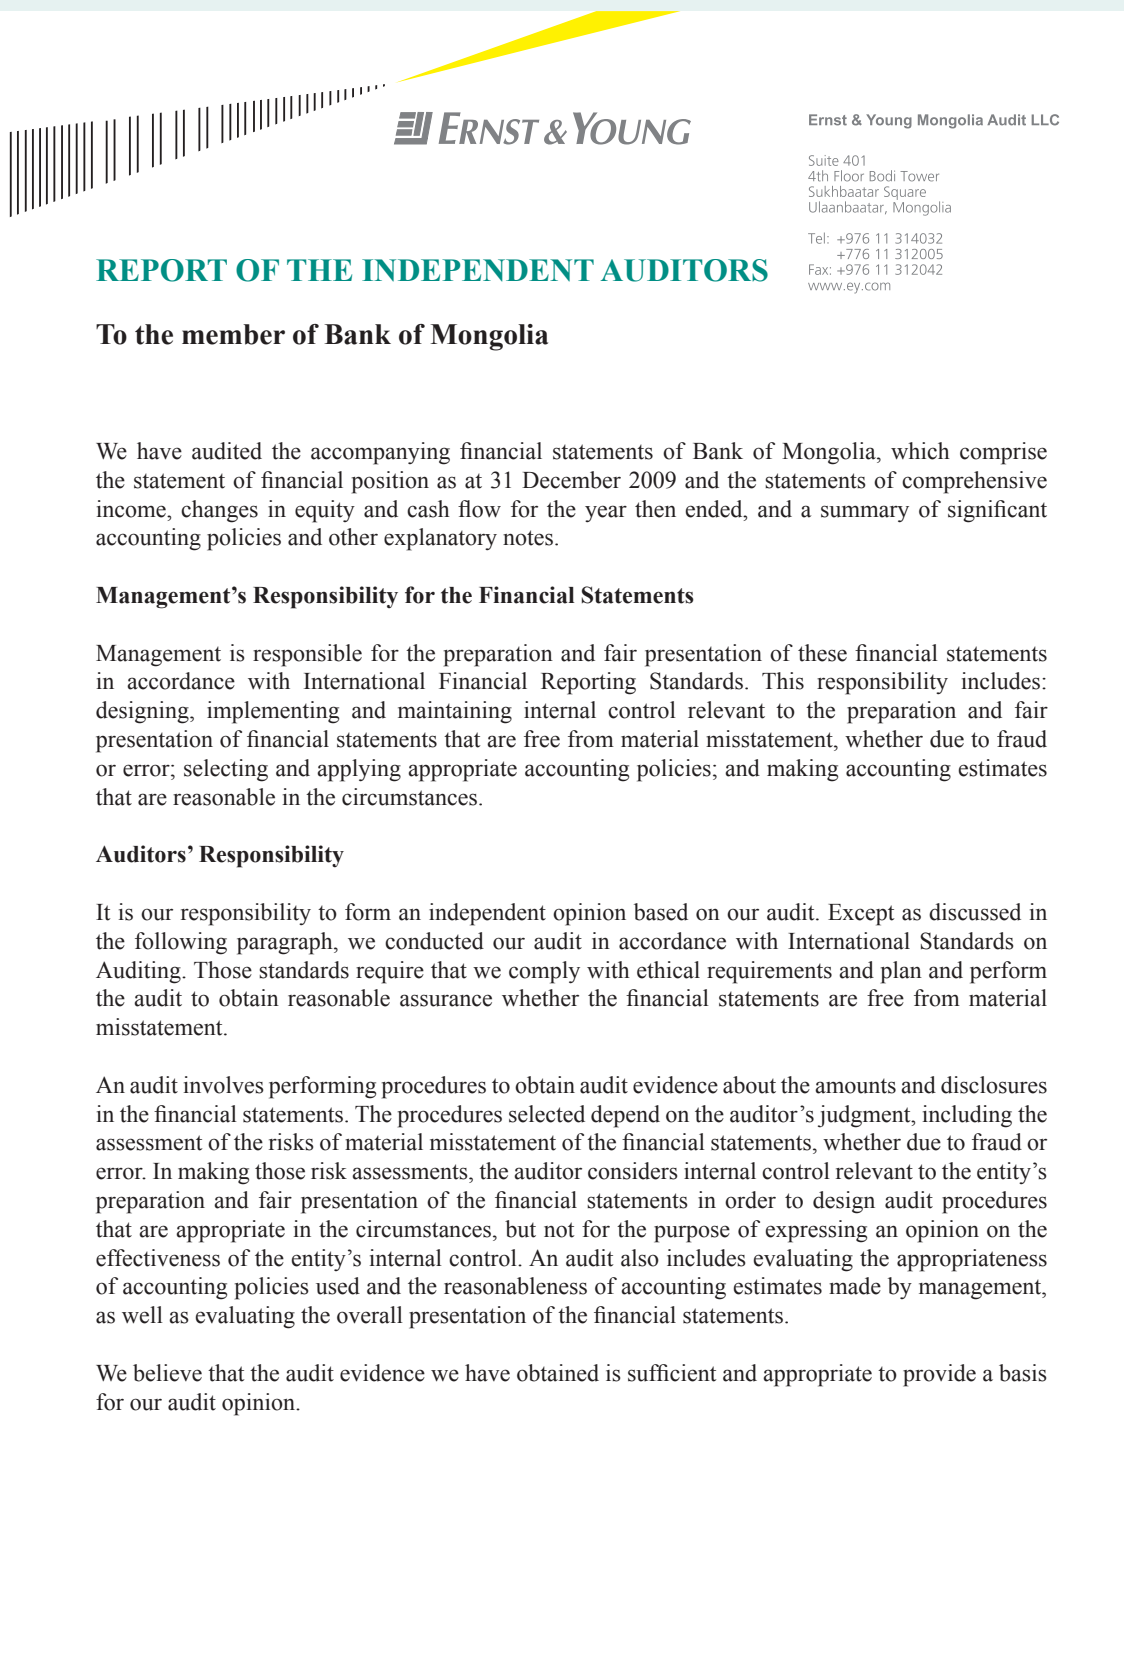 ERNST & YOUNG
Ernst & Young Mongolia Audit LLC
Suite 401
4th Floor Bodi Tower
Sukhbaatar Square
Ulaanbaatar, Mongolia
Tel: +976 11 314032
+776 11 312005
Fax: +976 11 312042
www.ey.com
REPORT OF THE INDEPENDENT AUDITORS
To the member of Bank of Mongolia
We have audited the accompanying financial statements of Bank of Mongolia, which comprise
the statement of financial position as at 31 December 2009 and the statements of comprehensive
income, changes in equity and cash flow for the year then ended, and a summary of significant
accounting policies and other explanatory notes.
Management’s Responsibility for the Financial Statements
Management is responsible for the preparation and fair presentation of these financial statements
in accordance with International Financial Reporting Standards. This responsibility includes:
designing, implementing and maintaining internal control relevant to the preparation and fair
presentation of financial statements that are free from material misstatement, whether due to fraud
or error; selecting and applying appropriate accounting policies; and making accounting estimates
that are reasonable in the circumstances.
Auditors’ Responsibility
It is our responsibility to form an independent opinion based on our audit. Except as discussed in
the following paragraph, we conducted our audit in accordance with International Standards on
Auditing. Those standards require that we comply with ethical requirements and plan and perform
the audit to obtain reasonable assurance whether the financial statements are free from material
misstatement.
An audit involves performing procedures to obtain audit evidence about the amounts and disclosures
in the financial statements. The procedures selected depend on the auditor’s judgment, including the
assessment of the risks of material misstatement of the financial statements, whether due to fraud or
error. In making those risk assessments, the auditor considers internal control relevant to the entity’s
preparation and fair presentation of the financial statements in order to design audit procedures
that are appropriate in the circumstances, but not for the purpose of expressing an opinion on the
effectiveness of the entity’s internal control. An audit also includes evaluating the appropriateness
of accounting policies used and the reasonableness of accounting estimates made by management,
as well as evaluating the overall presentation of the financial statements.
We believe that the audit evidence we have obtained is sufficient and appropriate to provide a basis
for our audit opinion.